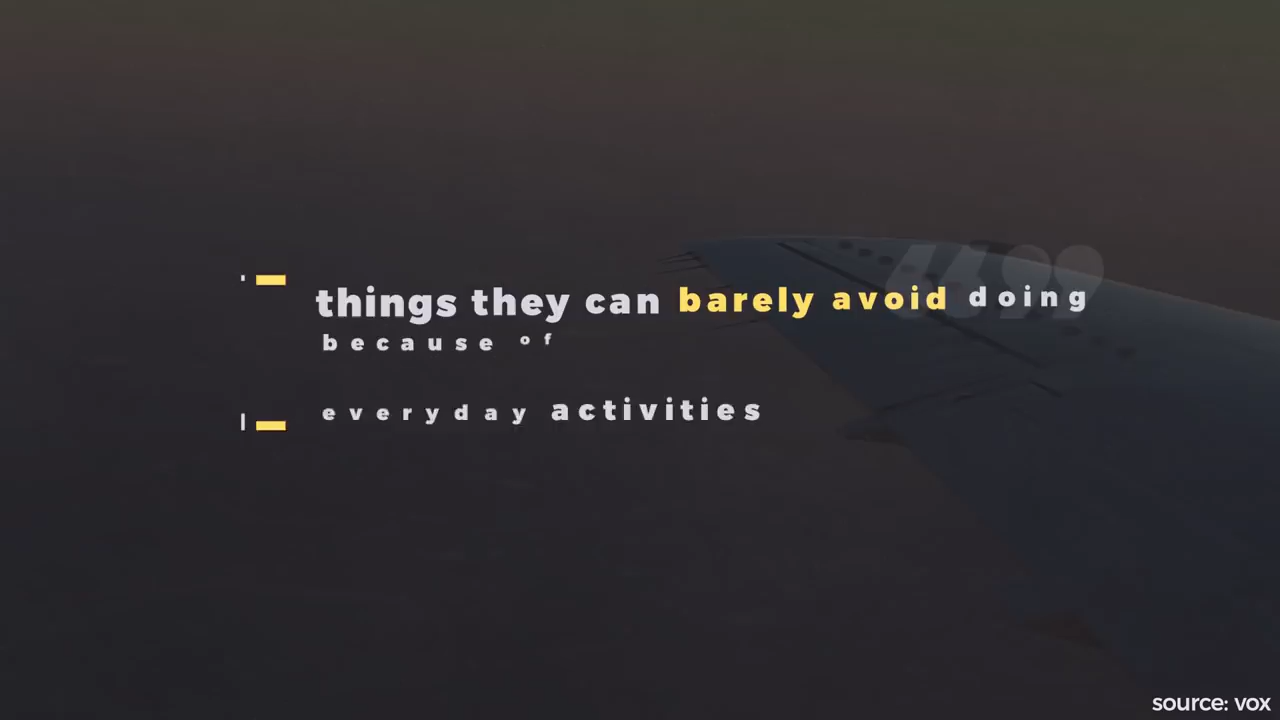 things they can barely avoid doing
because of
everyday activities
source: vox